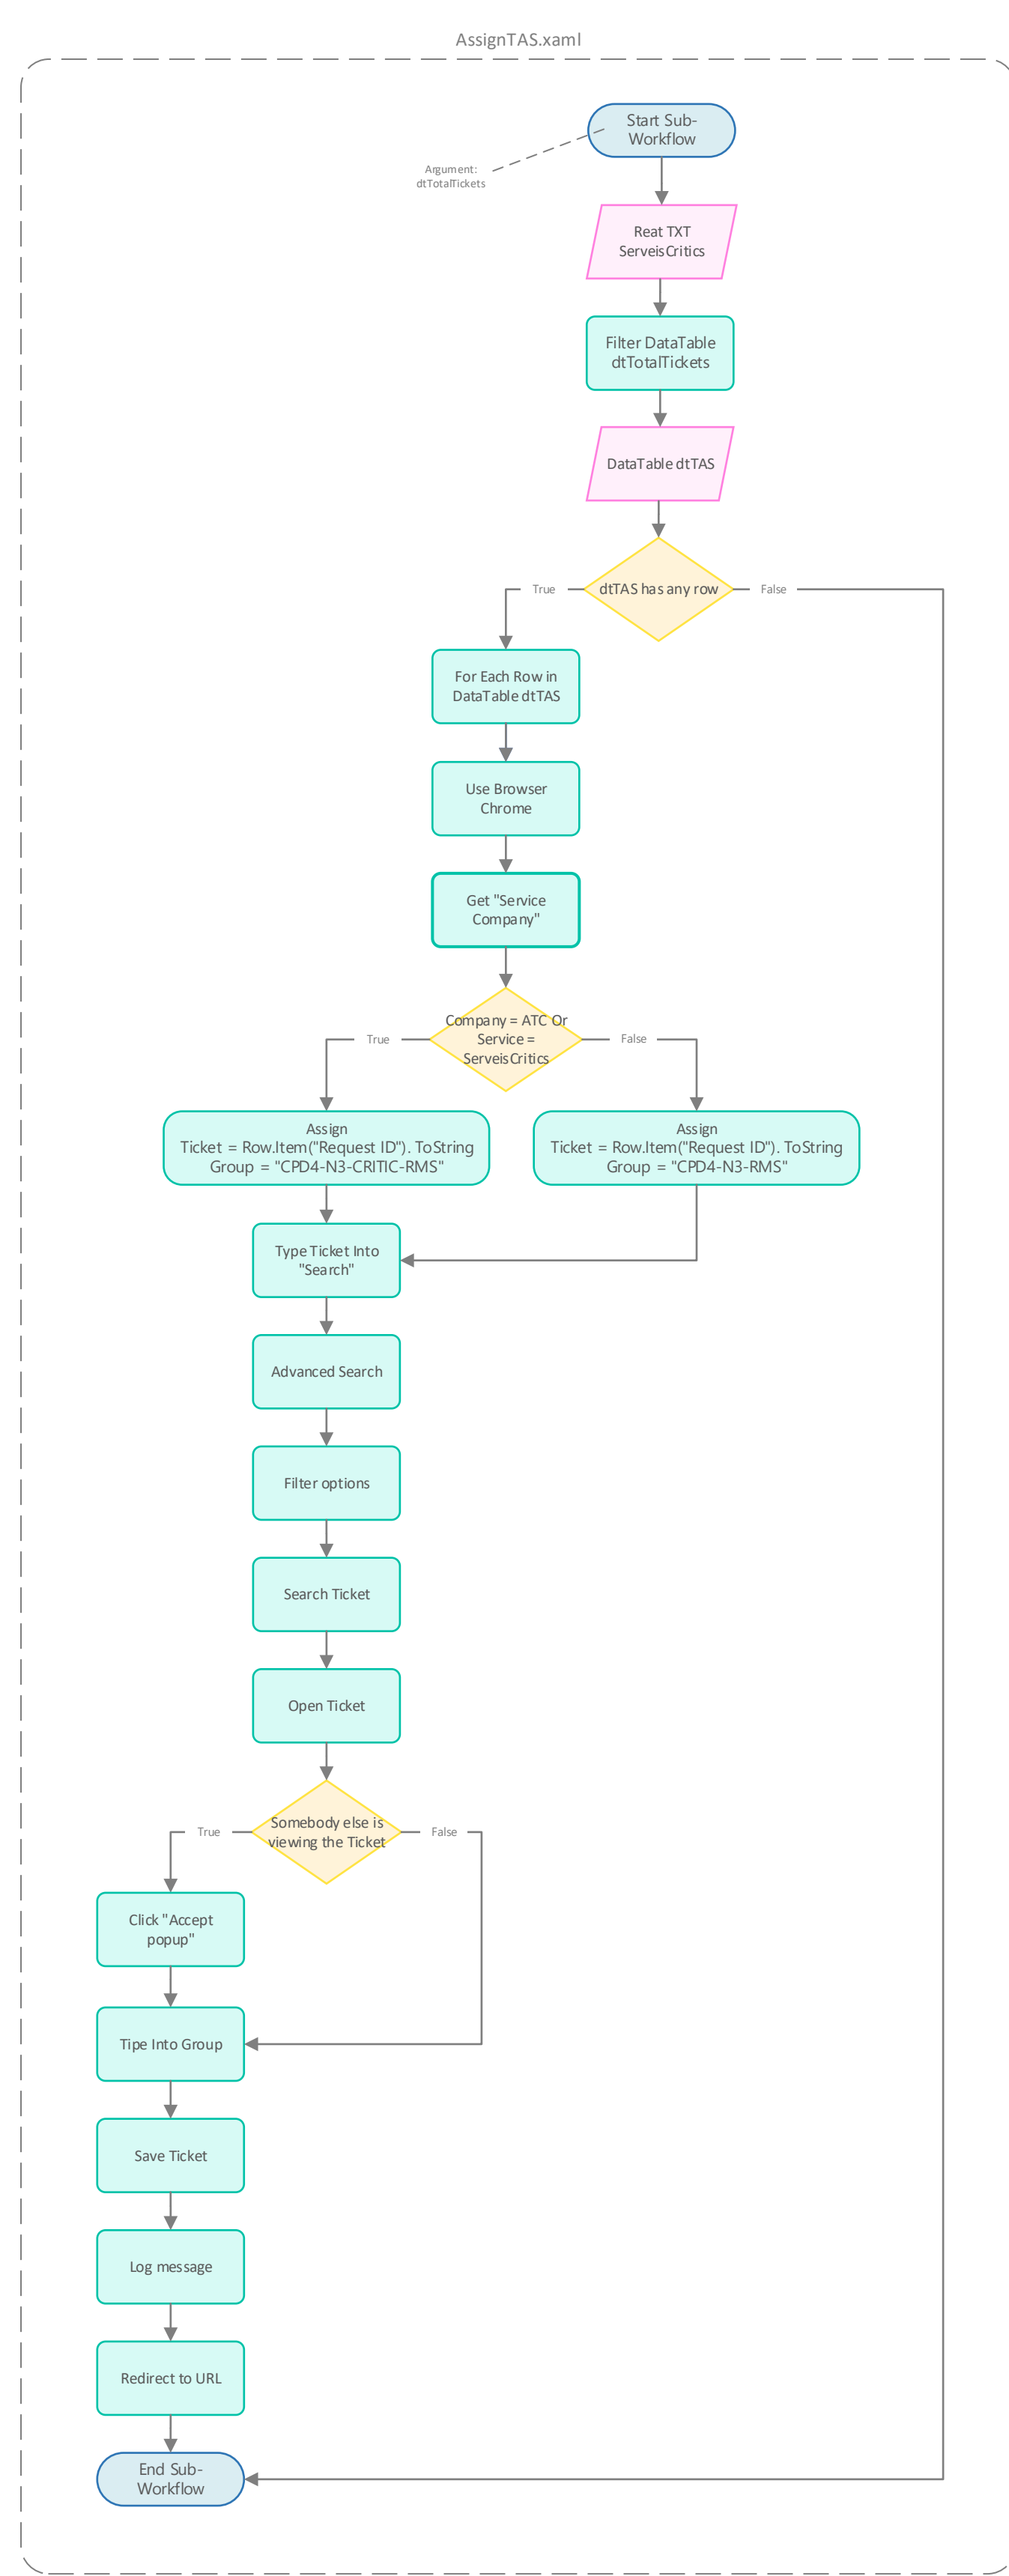 AssignTAS.xaml
Start Sub-
Workflow
Argument:
dtTotalTickets
Reat TXT
ServeisCritics
Filter DataTable
dtTotalTickets
DataTable dtTAS
dtTAS has any row
True
False
For Each Row in
DataTable dtTAS
Use Browser
Chrome
Get "Service
Company"
Company = ATC Or
Service =
ServeisCritics
True
False
Assign
Ticket = Row.Item("Request ID"). ToString
Group = "CPD4-N3-CRITIC-RMS"
Assign
Ticket = Row.Item("Request ID"). ToString
Group = "CPD4-N3-RMS"
Type Ticket Into
"Search"
Advanced Search
Filter options
Search Ticket
Open Ticket
Somebody else is
viewing the Ticket
True
False
Click "Accept
popup"
Tipe Into Group
Save Ticket
Log message
Redirect to URL
End Sub-
Workflow